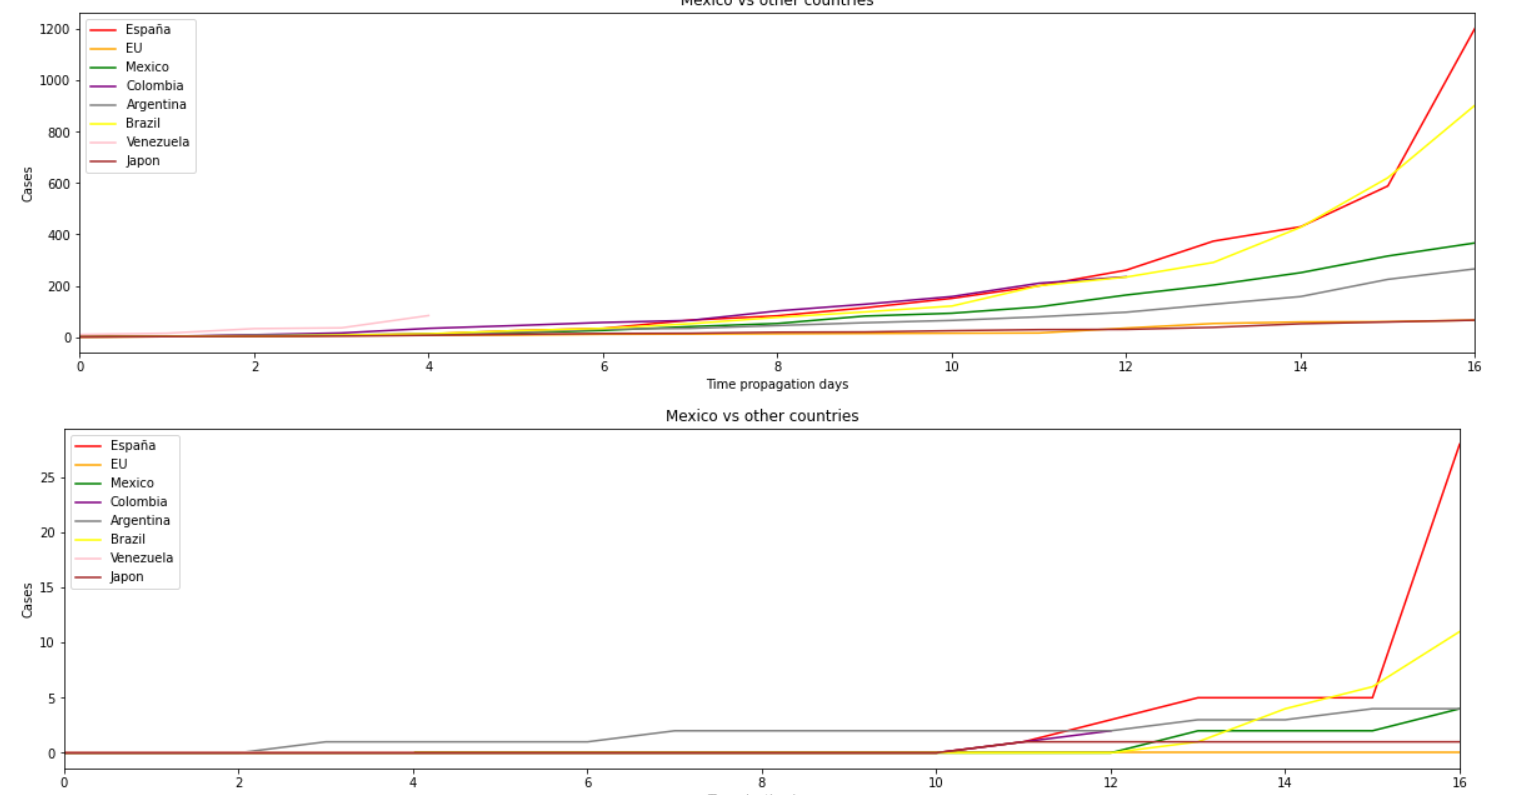 Mexico vs other countries
1200
1000
800
600
400
200
0
Cases
España
EU
Mexico
Colombia
Argentina
Brazil
Venezuela
Japon
0 2 4 6 8 10 12 14 16
Time propagation days
Mexico vs other countries
25
20
15
10
5
0
Cases
España
EU
Mexico
Colombia
Argentina
Brazil
Venezuela
Japon
0 2 4 6 8 10 12 14 16